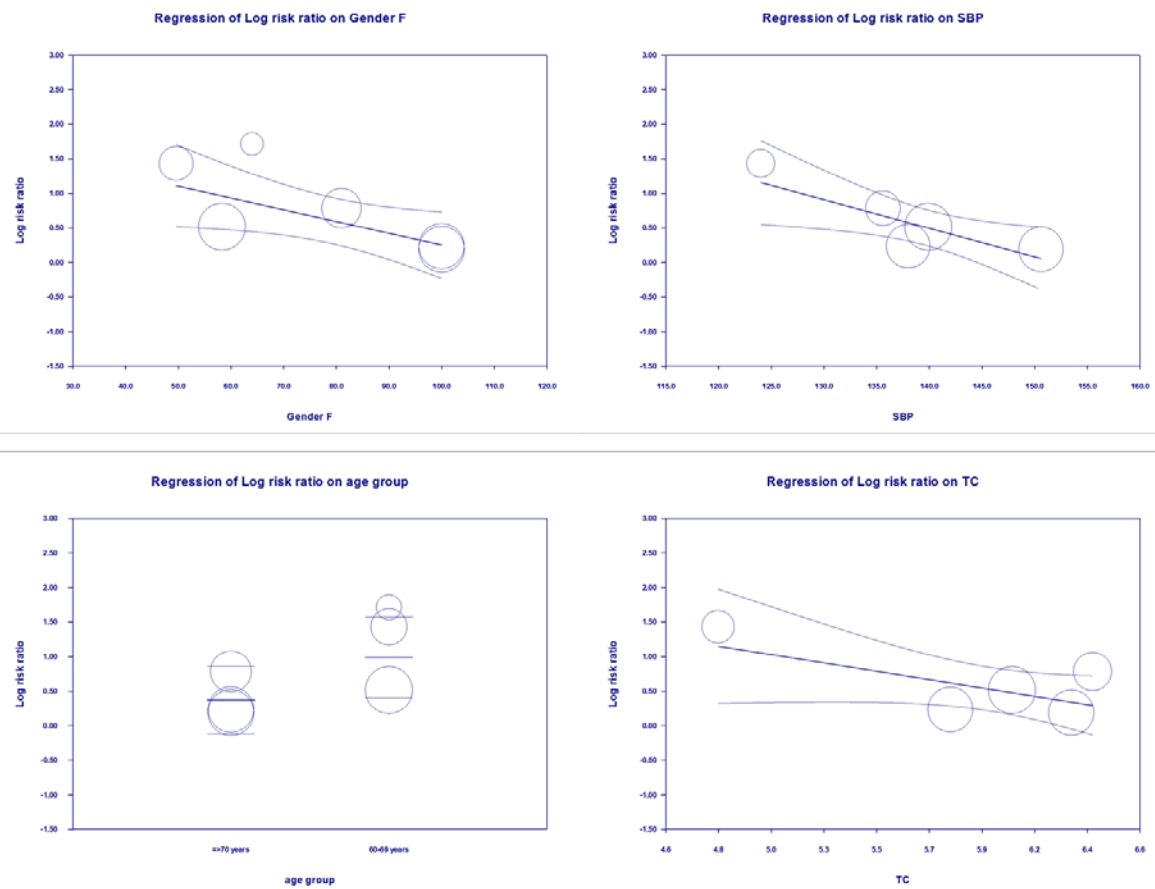 Regression of Log risk ratio on Gender F
3.00
2.50
2.00
1.50
1.00
0.50
0.00
-0.50
-1.00
-1.50
Log risk ratio
30.0 40.0 50.0 60.0 70.0 80.0 90.0 100.0 110.0 120.0
Gender F
Regression of Log risk ratio on SBP
3.00
2.50
2.00
1.50
1.00
0.50
0.00
-0.50
-1.00
-1.50
Log risk ratio
115.0 120.0 125.0 130.0 135.0 140.0 145.0 150.0 155.0 160.0
SBP
Regression of Log risk ratio on age group
3.00
2.50
2.00
1.50
1.00
0.50
0.00
-0.50
-1.00
-1.50
Log risk ratio
=>70 years 60-69 years
age group
Regression of Log risk ratio on TC
3.00
2.50
2.00
1.50
1.00
0.50
0.00
-0.50
-1.00
-1.50
Log risk ratio
4.6 4.8 5.0 5.3 5.5 5.7 5.9 6.2 6.4 6.6
TC